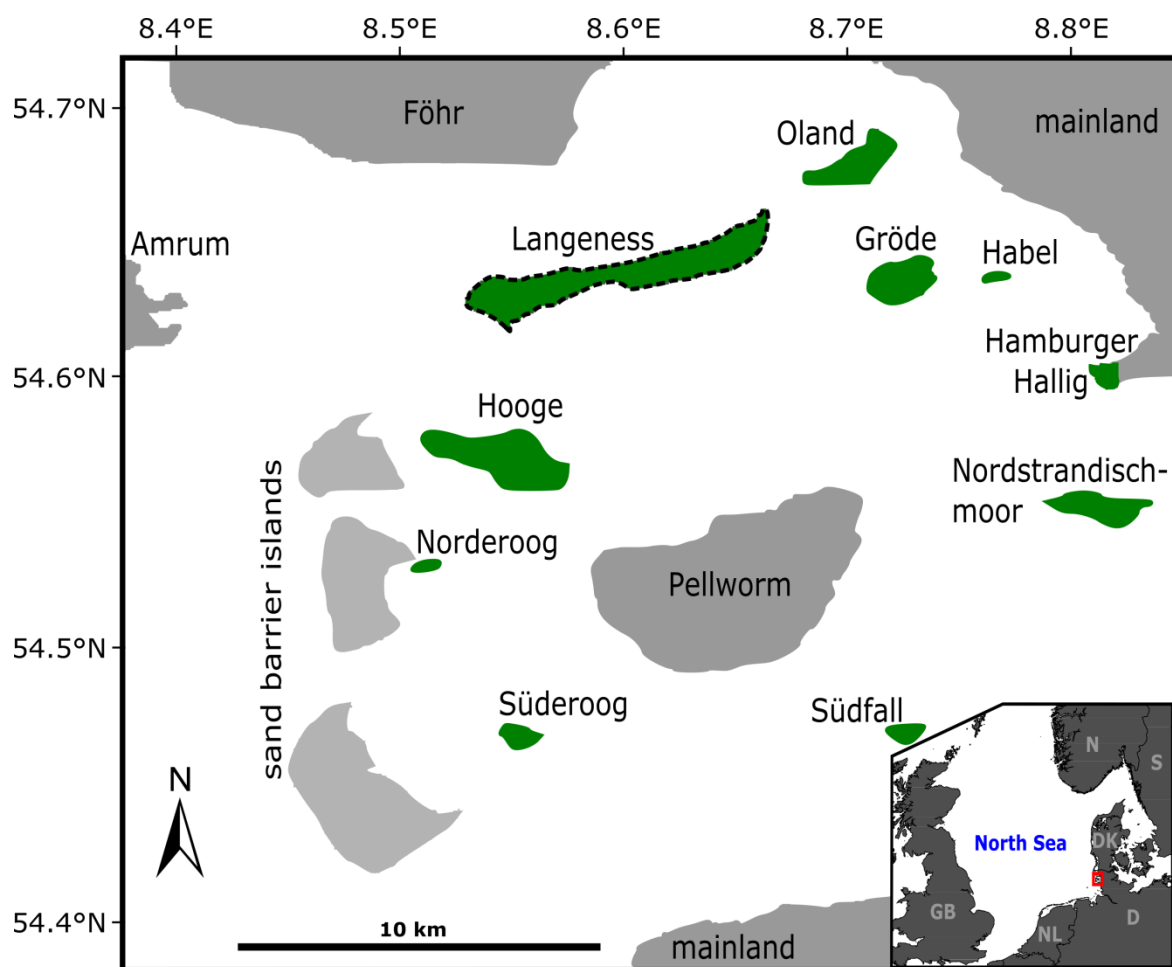 8.4°E
8.5°E
8.6°E
8.7°E
8.8°E
54.7°N
54.6°N
54.5°N
54.4°N
Föhr
mainland
Oland
Amrum
Langeness
Gröde
Habel
Hamburger
Hallig
Hooge
Nordstrandisch-
moor
sand barrier islands
Norderoog
Pellworm
Süderoog
Südfall
N
10 km
mainland
N
S
North Sea
DK
GB
NL
D